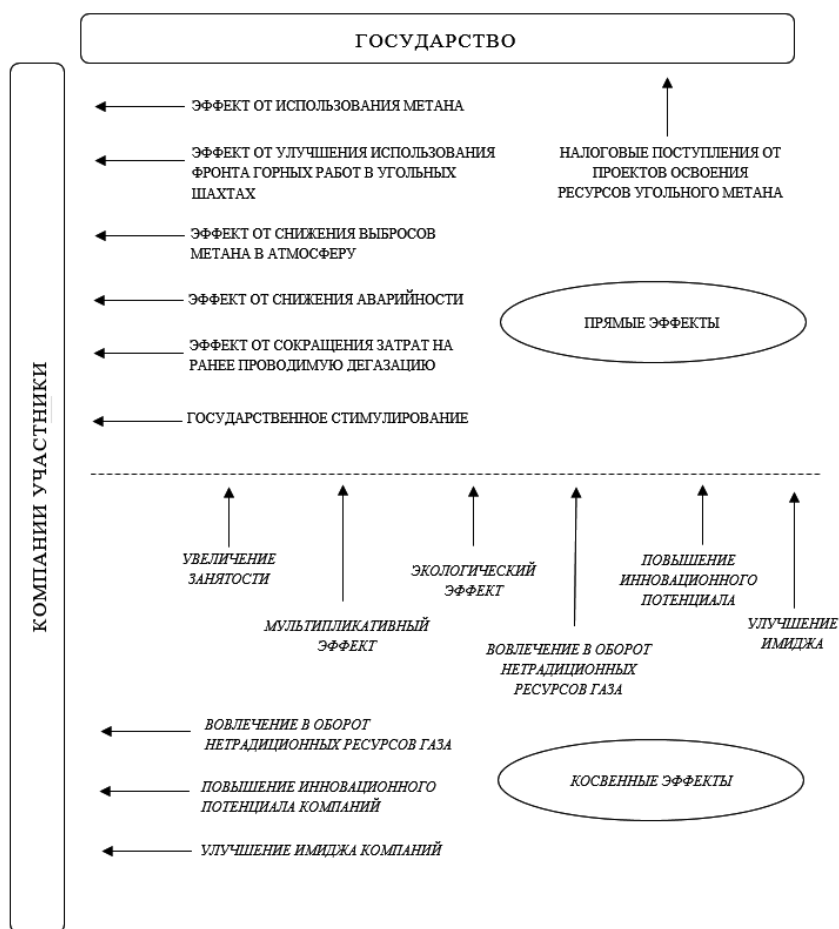 ГОСУДАРСТВО
КОМПАНИИ УЧАСТНИКИ
ЭФФЕКТ ОТ ИСПОЛЬЗОВАНИЯ МЕТАНА
ЭФФЕКТ ОТ УЛУЧШЕНИЯ ИСПОЛЬЗОВАНИЯ
ФРОНТА ГОРНЫХ РАБОТ В УГОЛЬНЫХ
ШАХТАХ
НАЛОГОВЫЕ ПОСТУПЛЕНИЯ ОТ
ПРОЕКТОВ ОСВОЕНИЯ
РЕСУРСОВ УГОЛЬНОГО МЕТАНА
ЭФФЕКТ ОТ СНИЖЕНИЯ ВЫБРОСОВ
МЕТАНА В АТМОСФЕРУ
ЭФФЕКТ ОТ СНИЖЕНИЯ АВАРИЙНОСТИ
ПРЯМЫЕ ЭФФЕКТЫ
ЭФФЕКТ ОТ СОКРАЩЕНИЯ ЗАТРАТ НА
РАНЕЕ ПРОВОДИМУЮ ДЕГАЗАЦИЮ
ГОСУДАРСТВЕННОЕ СТИМУЛИРОВАНИЕ
УВЕЛИЧЕНИЕ
ЗАНЯТОСТИ
МУЛЬТИПЛИКАТИВНЫЙ
ЭФФЕКТ
ЭКОЛОГИЧЕСКИЙ
ЭФФЕКТ
ВОВЛЕЧЕНИЕ В ОБОРОТ
НЕТРАДИЦИОННЫХ
РЕСУРСОВ ГАЗА
ПОВЫШЕНИЕ
ИННОВАЦИОННОГО
ПОТЕНЦИАЛА
УЛУЧШЕНИЕ
ИМИДЖА
ВОВЛЕЧЕНИЕ В ОБОРОТ
НЕТРАДИЦИОННЫХ РЕСУРСОВ ГАЗА
ПОВЫШЕНИЕ ИННОВАЦИОННОГО
ПОТЕНЦИАЛА КОМПАНИЙ
КОСВЕННЫЕ ЭФФЕКТЫ
УЛУЧШЕНИЕ ИМИДЖА КОМПАНИЙ